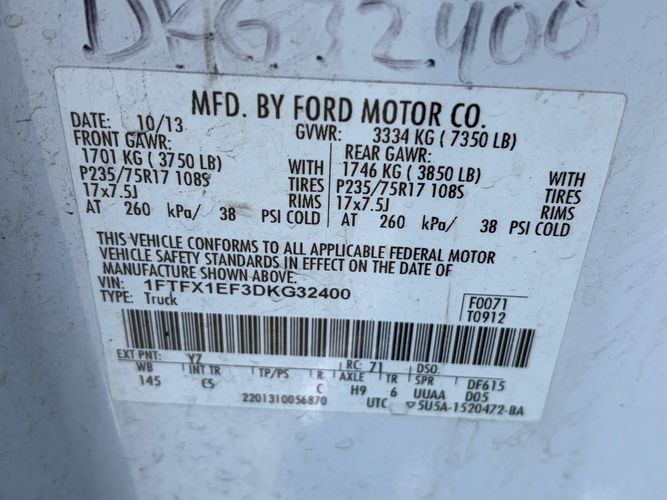 DKG32400
MFD. BY FORD MOTOR CO.
DATE: 10/13 GVWR: 3334 KG ( 7350 LB)
FRONT GAWR: REAR GAWR:
1701 KG ( 3750 LB) WITH 1746 KG ( 3850 LB) WITH
P235/75R17 108S TIRES P235/75R17 108S TIRES
17x7.5J RIMS 17x7.5J RIMS
AT 260 kPa/ 38 PSI COLD AT 260 kPa/ 38 PSI COLD
THIS VEHICLE CONFORMS TO ALL APPLICABLE FEDERAL MOTOR
VEHICLE SAFETY STANDARDS IN EFFECT ON THE DATE OF
MANUFACTURE SHOWN ABOVE.
VIN: 1FTFX1EF3DKG32400 F0071
TYPE: Truck T0912
EXT PNT: YZ RC: 71 DSO:
WB INT TR TP/PS R AXLE TR SPR DF615
145 CS C H9 6 UUAA D05
2201310056870 UTC 5U5A-1520472-BA